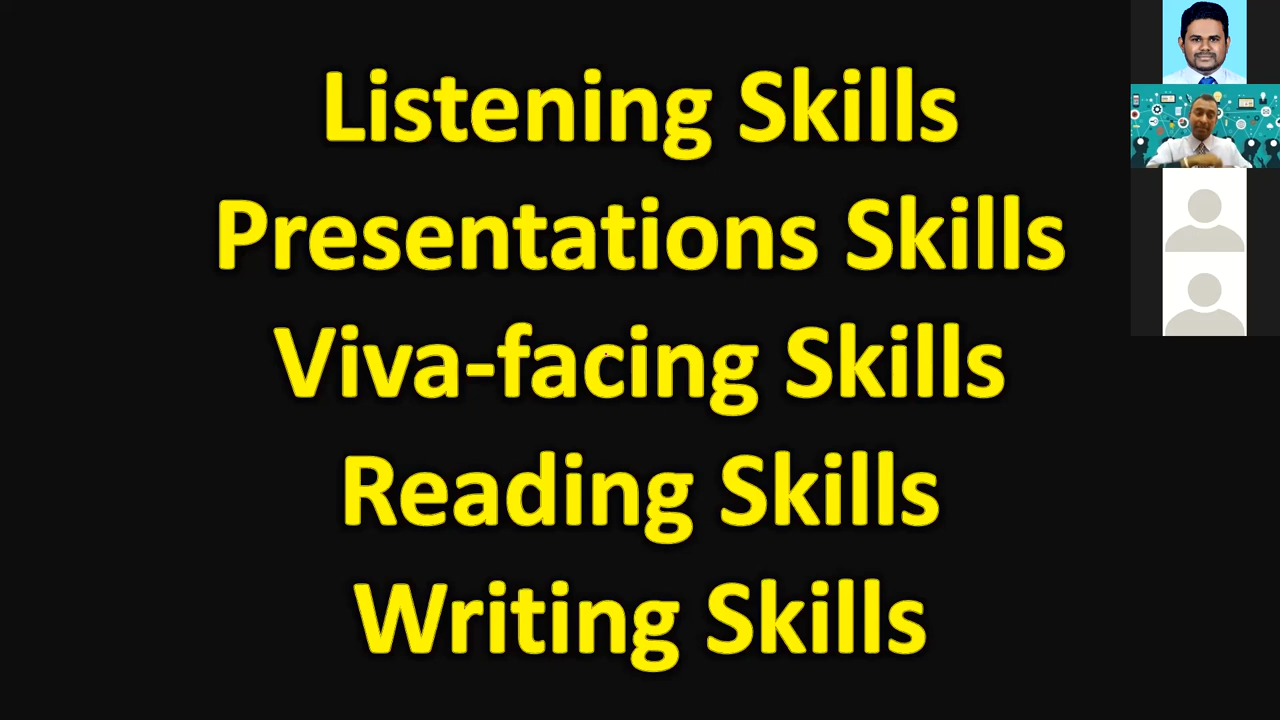 Listening Skills
Presentations Skills
Viva-facing Skills
Reading Skills
Writing Skills